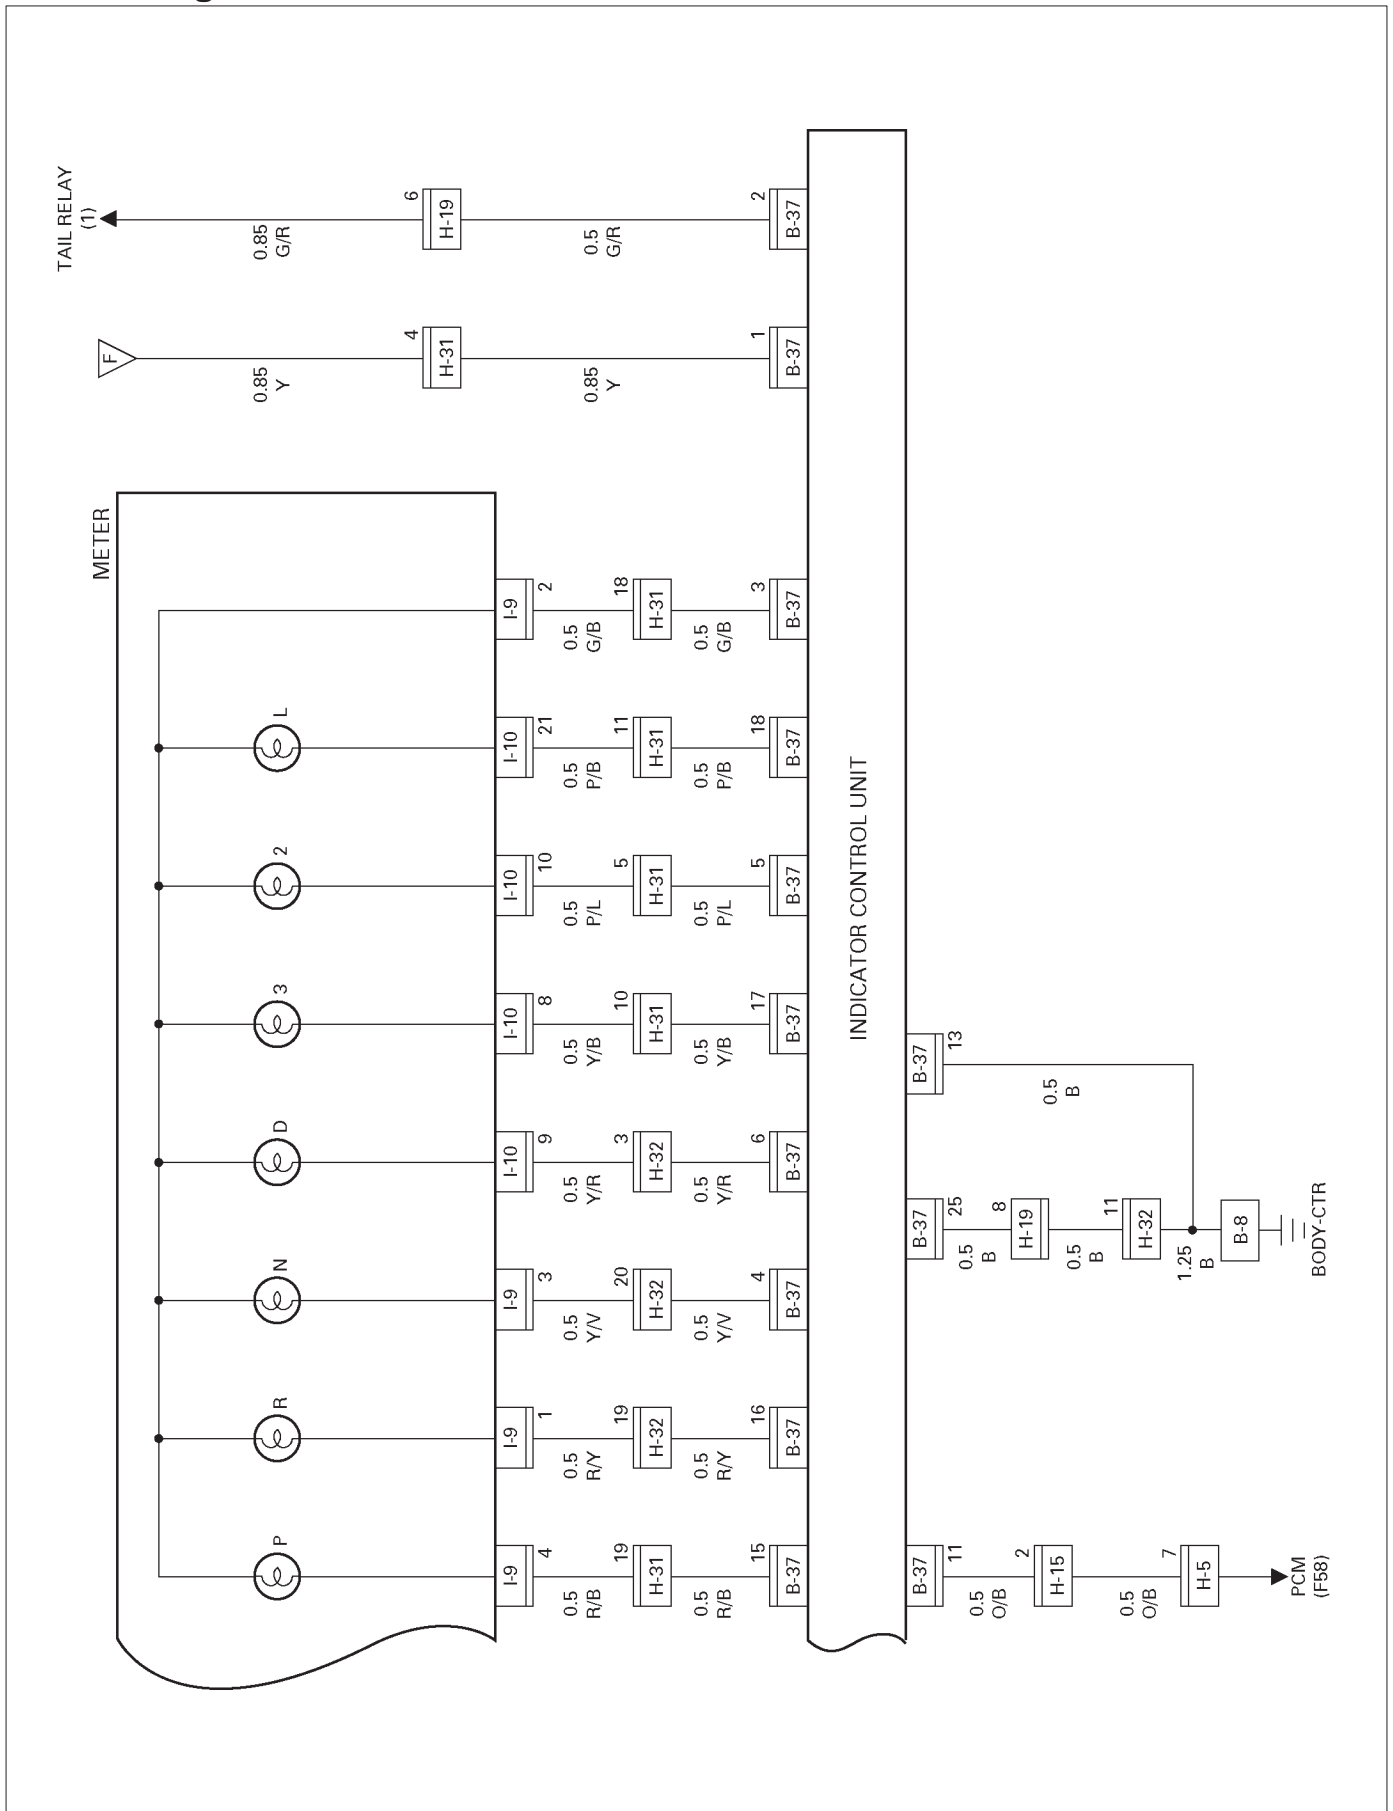 TAIL RELAY
(1)
0.85
G/R
6
H-19
0.5
G/R
2
B-37
F
0.85
Y
4
H-31
0.85
Y
1
B-37
METER
I-9
2
0.5
G/B
18
H-31
0.5
G/B
3
B-37
L
I-10
21
0.5
P/B
11
H-31
0.5
P/B
18
B-37
2
I-10
10
0.5
P/L
5
H-31
0.5
P/L
5
B-37
3
I-10
8
0.5
Y/B
10
H-31
0.5
Y/B
17
B-37
D
I-10
9
0.5
Y/R
3
H-32
0.5
Y/R
6
B-37
N
I-9
3
0.5
Y/V
20
H-32
0.5
Y/V
4
B-37
R
I-9
1
0.5
R/Y
19
H-32
0.5
R/Y
16
B-37
P
I-9
4
0.5
R/B
19
H-31
0.5
R/B
15
B-37
INDICATOR CONTROL UNIT
B-37
13
0.5
B
B-37
25
0.5
B
8
H-19
0.5
B
11
H-32
1.25
B
B-8
BODY-CTR
B-37
11
0.5
O/B
2
H-15
0.5
O/B
7
H-5
PCM
(F58)